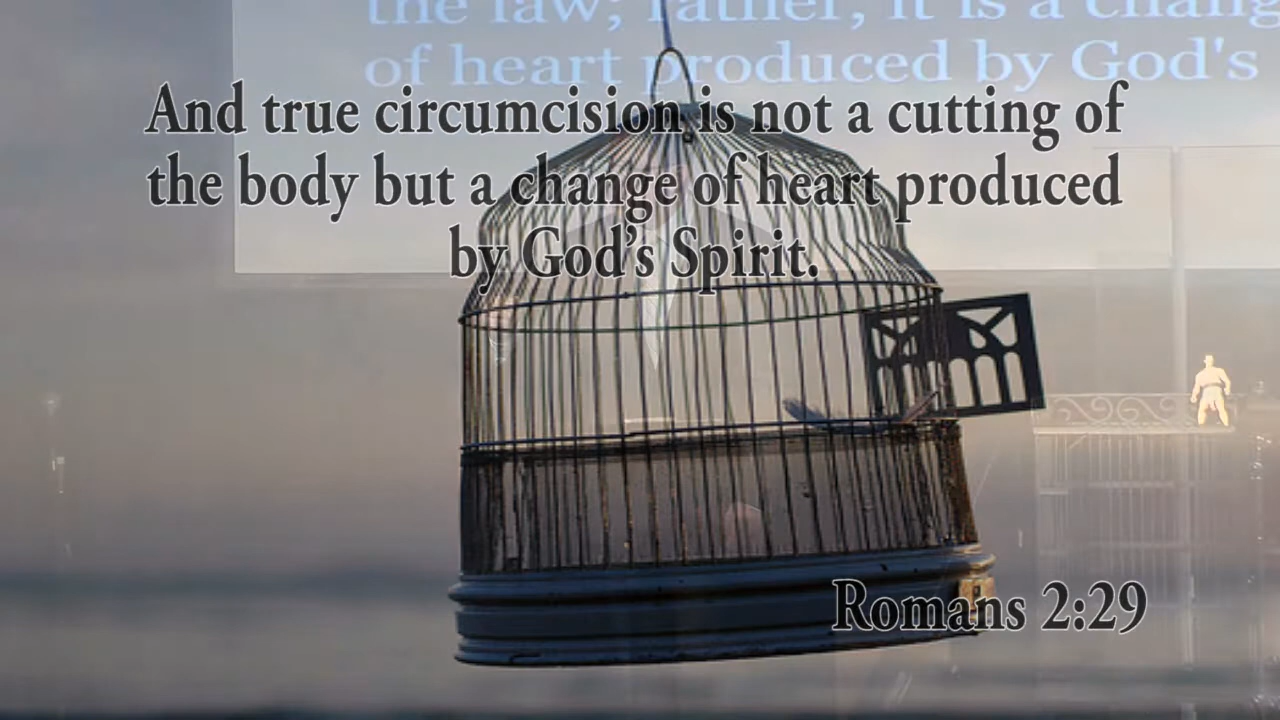 the law; rather, it is a chang
of heart produced by God's
And true circumcision is not a cutting of
the body but a change of heart produced
by God’s Spirit.
Romans 2:29